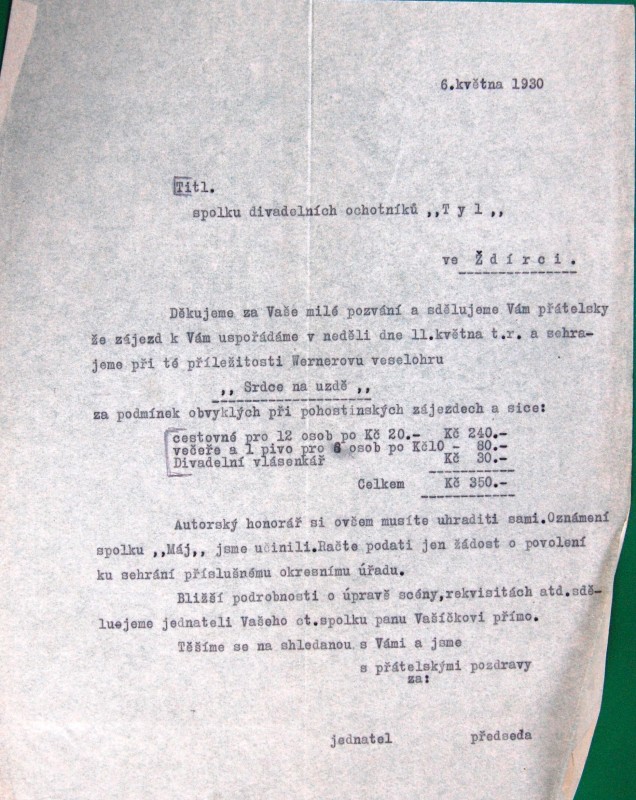 6.května 1930
Titl.
spolku divadelních ochotníků ,,T y l,,
ve Ž d í r c i .
Děkujeme za Vaše milé pozvání a sdělujeme Vám přátelsky
že zájezd k Vám uspořádáme v neděli dne 11.května t.r. a sehra-
jeme při té příležitosti Wernerovu veselohru
,, Srdce na uzdě ,,
za podmínek obvyklých při pohostinských zájezdech a sice:
cestovné pro 12 osob po Kč 20.- Kč 240.-
večeře a 1 pivo pro 8 osob po Kč10 - 80.-
Divadelní vlásenkář Kč 30.-
Celkem Kč 350.-
Autorský honorář si ovšem musíte uhraditi sami.Oznámení
spolku ,,Máj,, jsme učinili.Račte podati jen žádost o povolení
ku sehrání příslušnému okresnímu úřadu.
Bližší podrobnosti o úpravě scény,rekvisitách atd.sdě-
luejeme jednateli Vašeho ct.spolku panu Vašíčkovi přímo.
Těšíme se na shledanou s Vámi a jsme
s přátelskými pozdravy
za:
jednatel předseda